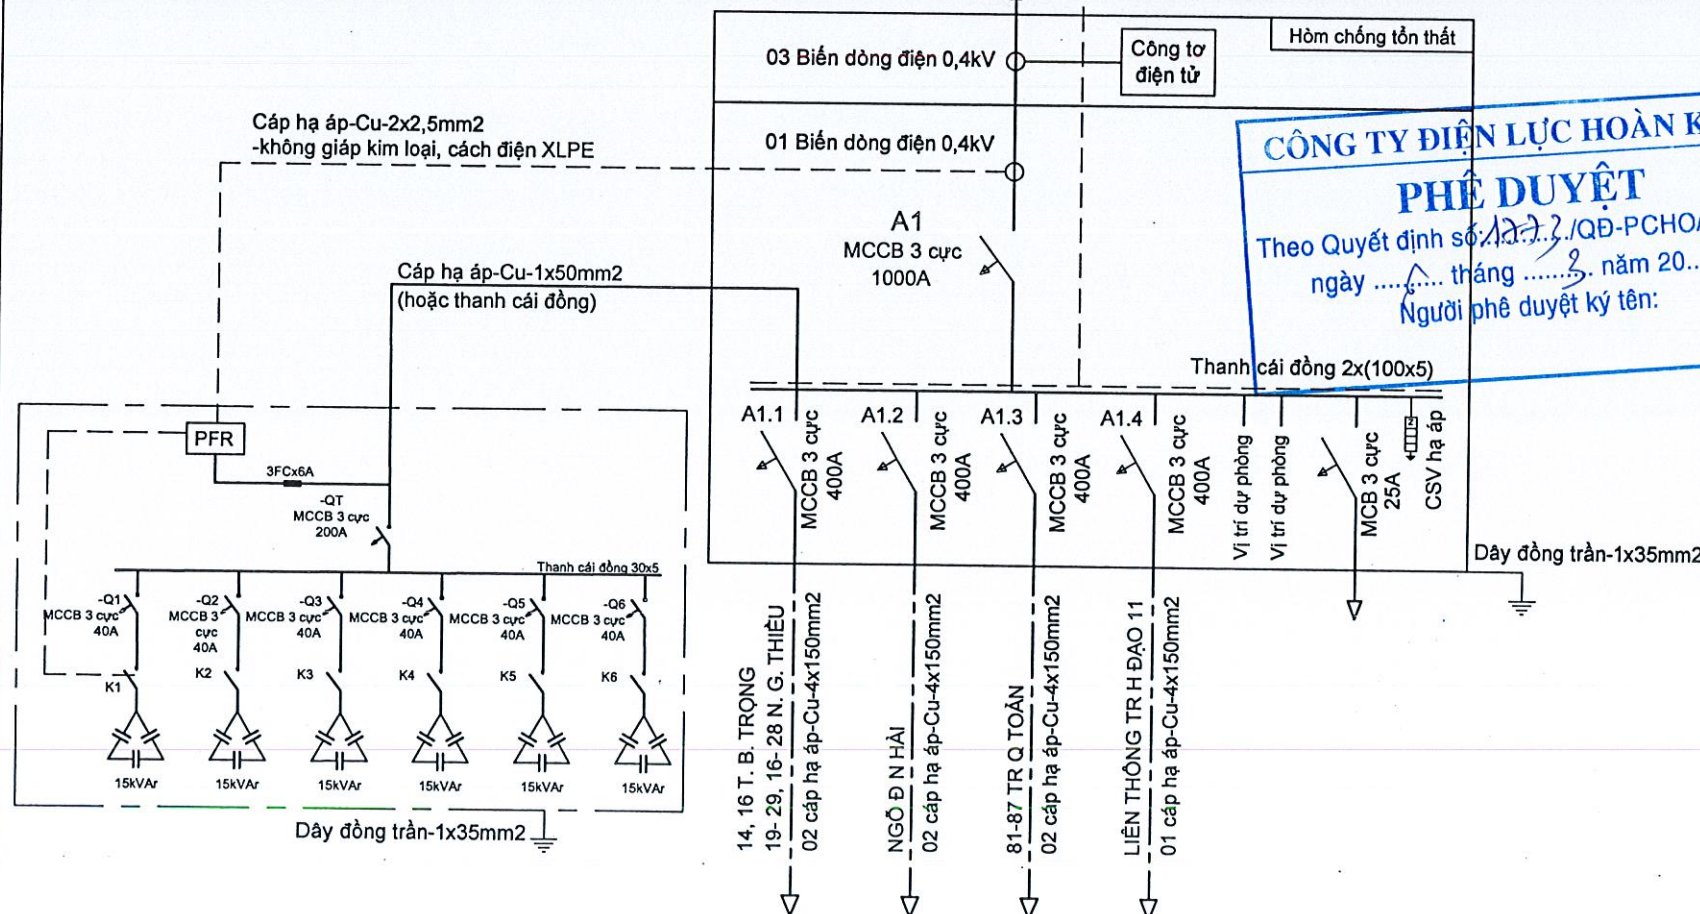 Hòm chống tổn thất
03 Biến dòng điện 0,4kV
Công tơ
điện tử
Cáp hạ áp-Cu-2x2,5mm2
-không giáp kim loại, cách điện XLPE
01 Biến dòng điện 0,4kV
CÔNG TY ĐIỆN LỰC HOÀN
PHÊ DUYỆT
Theo Quyết định số: /QĐ-PCHO
ngày ........ tháng ....3.. năm 20..
Người phê duyệt ký tên:
A1
MCCB 3 cực
1000A
Cáp hạ áp-Cu-1x50mm2
(hoặc thanh cái đồng)
Thanh cái đồng 2x(100x5)
A1.1
MCCB 3 cực
400A
A1.2
MCCB 3 cực
400A
A1.3
MCCB 3 cực
400A
A1.4
MCCB 3 cực
400A
Vị trí dự phòng
Vị trí dự phòng
MCB 3 cực
25A
CSV hạ áp
PFR
3FCx6A
-QT
MCCB 3 cực
200A
Dây đồng trần-1x35mm2
Thanh cái đồng 30x5
-Q1
MCCB 3 cực
40A
-Q2
MCCB 3
cực
40A
-Q3
MCCB 3 cực
40A
-Q4
MCCB 3 cực
40A
-Q5
MCCB 3 cực
40A
-Q6
MCCB 3 cực
40A
K1
K2
K3
K4
K5
K6
15kVAr
15kVAr
15kVAr
15kVAr
15kVAr
15kVAr
Dây đồng trần-1x35mm2
14, 16 T. B. TRỌNG
19- 29, 16- 28 N. G. THIỀU
02 cáp hạ áp-Cu-4x150mm2
NGÕ Đ N HÀI
02 cáp hạ áp-Cu-4x150mm2
81-87 TR Q TOẢN
02 cáp hạ áp-Cu-4x150mm2
LIÊN THÔNG TR H ĐẠO 11
01 cáp hạ áp-Cu-4x150mm2